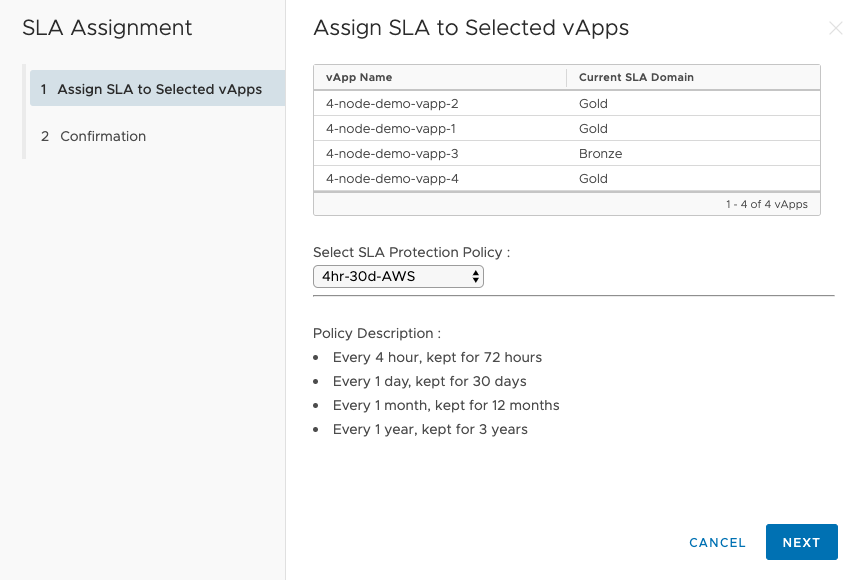 SLA Assignment
1 Assign SLA to Selected vApps
2 Confirmation
Assign SLA to Selected vApps
vApp Name Current SLA Domain
4-node-demo-vapp-2 Gold
4-node-demo-vapp-1 Gold
4-node-demo-vapp-3 Bronze
4-node-demo-vapp-4 Gold
1 - 4 of 4 vApps
Select SLA Protection Policy :
4hr-30d-AWS
Policy Description :
• Every 4 hour, kept for 72 hours
• Every 1 day, kept for 30 days
• Every 1 month, kept for 12 months
• Every 1 year, kept for 3 years
CANCEL NEXT